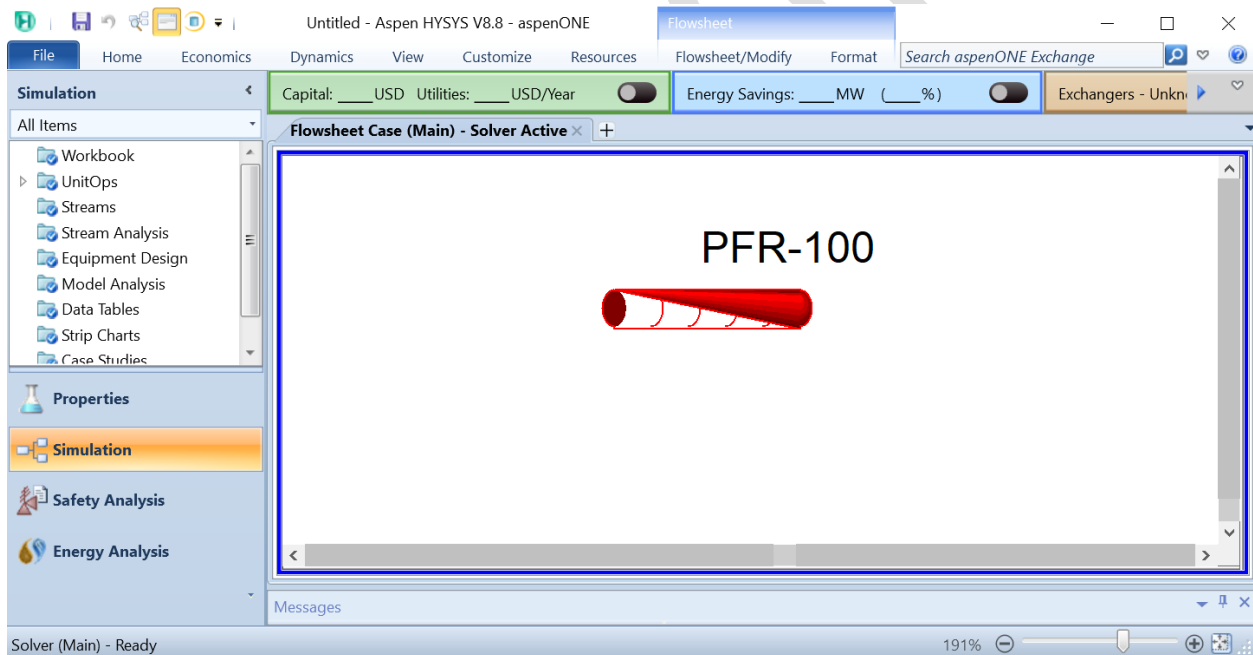 Untitled - Aspen HYSYS V8.8 - aspenONE
Flowsheet
File Home Economics Dynamics View Customize Resources Flowsheet/Modify Format Search aspenONE Exchange
Simulation
Capital: ____USD Utilities: ____USD/Year
Energy Savings: ____MW (____%)
Exchangers - Unkn
All Items
Flowsheet Case (Main) - Solver Active
Workbook
UnitOps
Streams
Stream Analysis
Equipment Design
Model Analysis
Data Tables
Strip Charts
Case Studies
PFR-100
Properties
Simulation
Safety Analysis
Energy Analysis
Messages
Solver (Main) - Ready
191%